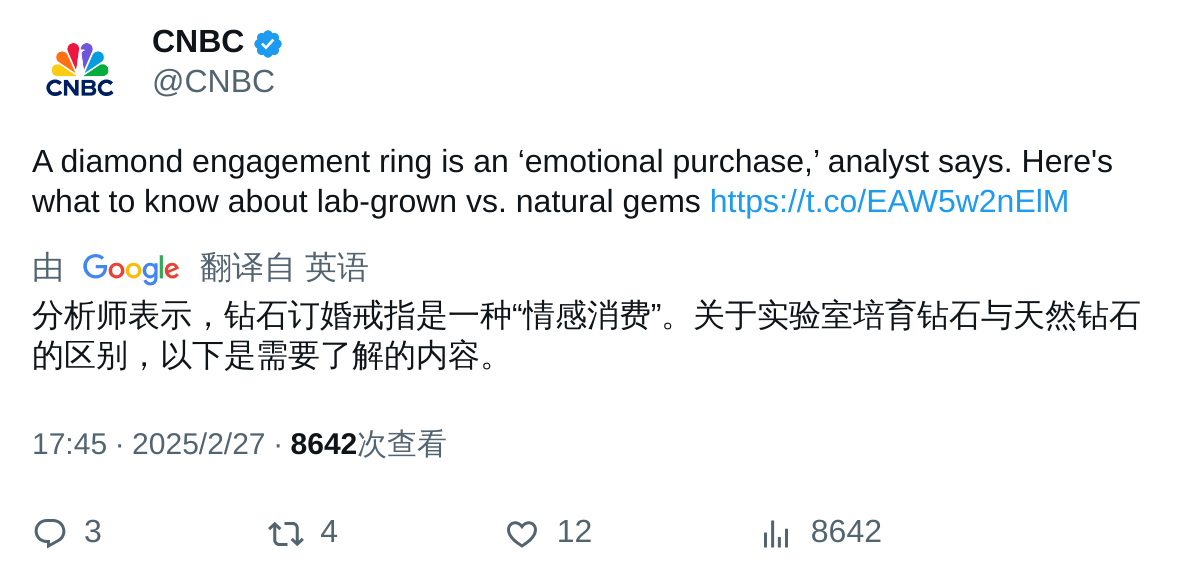 CNBC
@CNBC
CNBC
A diamond engagement ring is an ‘emotional purchase,’ analyst says. Here's
what to know about lab-grown vs. natural gems https://t.co/EAW5w2nElM
由 Google 翻译自 英语
分析师表示，钻石订婚戒指是一种“情感消费”。关于实验室培育钻石与天然钻石
的区别，以下是需要了解的内容。
17:45 · 2025/2/27 · 8642次查看
3 4 12 8642